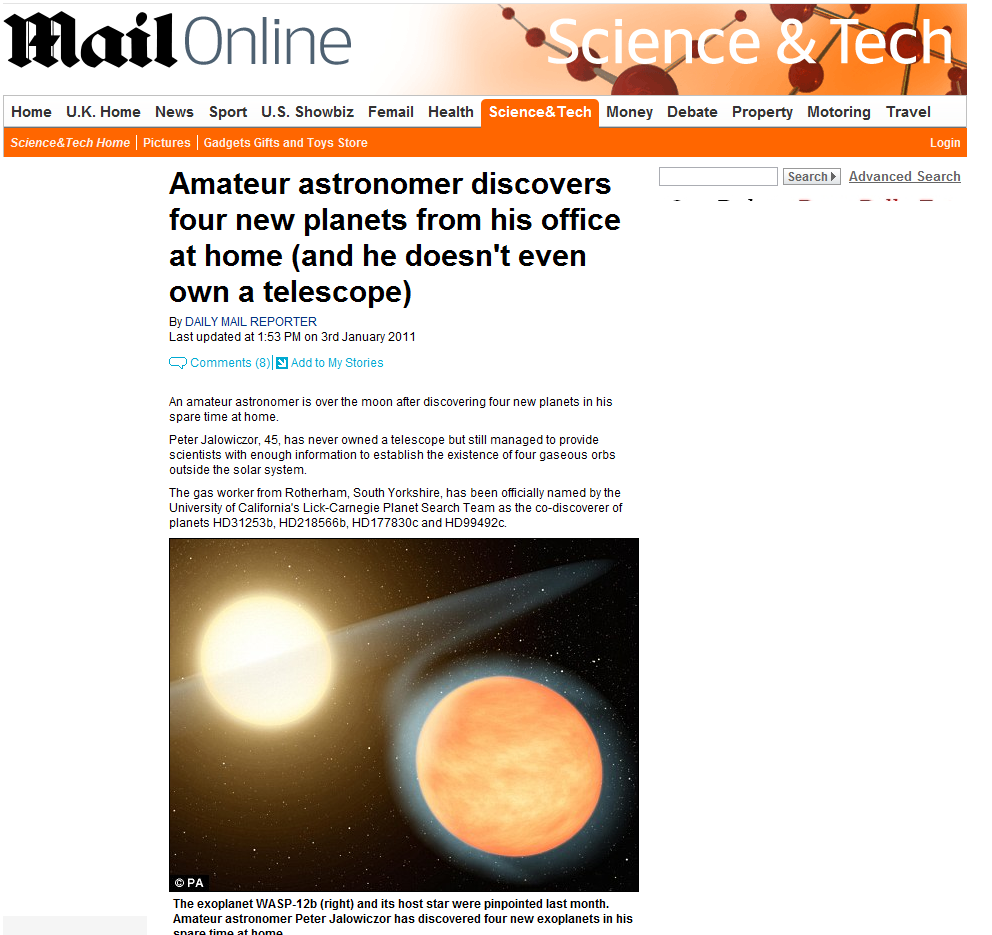 Mail Online
Science & Tech
Home U.K. Home News Sport U.S. Showbiz Femail Health Science&Tech Money Debate Property Motoring Travel
Science&Tech Home Pictures Gadgets Gifts and Toys Store Login
Search Advanced Search
Amateur astronomer discovers
four new planets from his office
at home (and he doesn't even
own a telescope)
By DAILY MAIL REPORTER
Last updated at 1:53 PM on 3rd January 2011
Comments (8) Add to My Stories
An amateur astronomer is over the moon after discovering four new planets in his
spare time at home.
Peter Jalowiczor, 45, has never owned a telescope but still managed to provide
scientists with enough information to establish the existence of four gaseous orbs
outside the solar system.
The gas worker from Rotherham, South Yorkshire, has been officially named by the
University of California's Lick-Carnegie Planet Search Team as the co-discoverer of
planets HD31253b, HD218566b, HD177830c and HD99492c.
© PA
The exoplanet WASP-12b (right) and its host star were pinpointed last month.
Amateur astronomer Peter Jalowiczor has discovered four new exoplanets in his
spare time at home